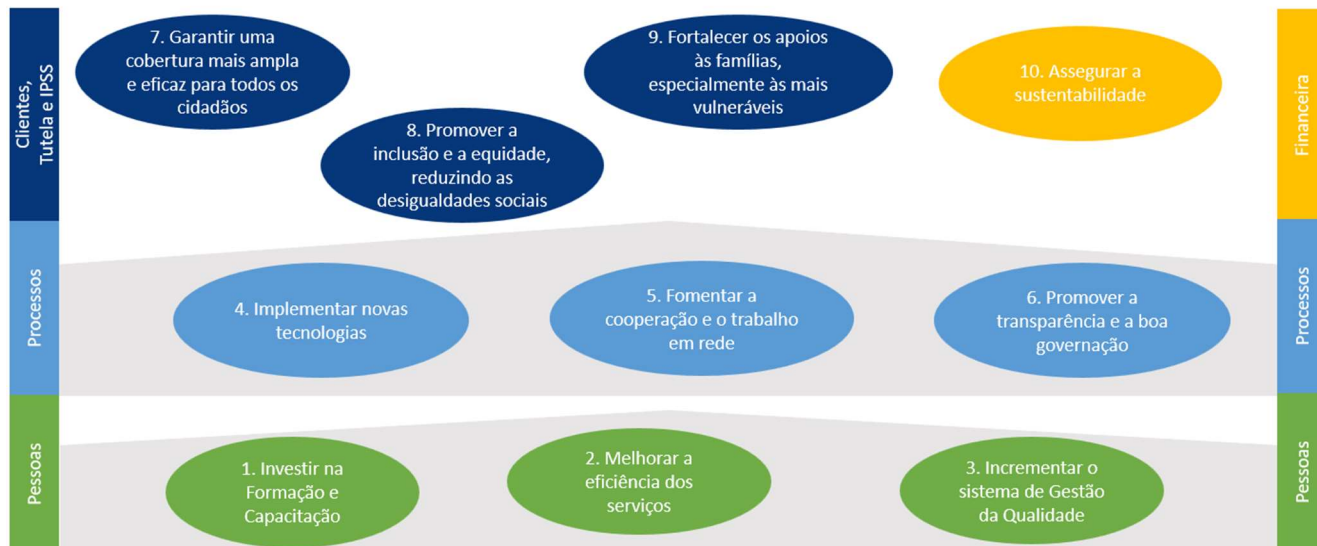 Clientes,
Tutela e IPSS
7. Garantir uma
cobertura mais ampla
e eficaz para todos os
cidadãos
8. Promover a
inclusão e a equidade,
reduzindo as
desigualdades sociais
9. Fortalecer os apoios
às famílias,
especialmente às mais
vulneráveis
10. Assegurar a
sustentabilidade
Financeira
Processos
4. Implementar novas
tecnologias
5. Fomentar a
cooperação e o trabalho
em rede
6. Promover a
transparência e a boa
governação
Processos
Pessoas
1. Investir na
Formação e
Capacitação
2. Melhorar a
eficiência dos
serviços
3. Incrementar o
sistema de Gestão
da Qualidade
Pessoas